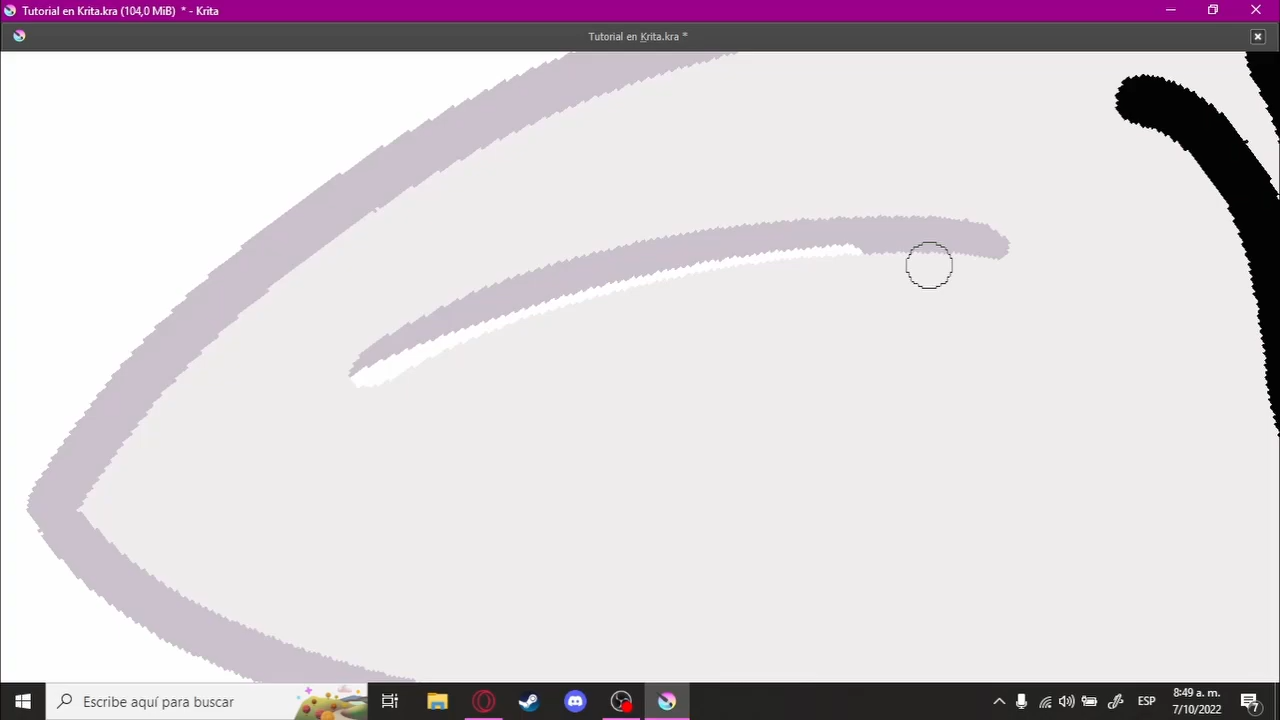 Tutorial en Krita.kra (104,0 MiB) * - Krita
Tutorial en Krita.kra *
Escribe aquí para buscar
ESP
8:49 a. m.
7/10/2022
7